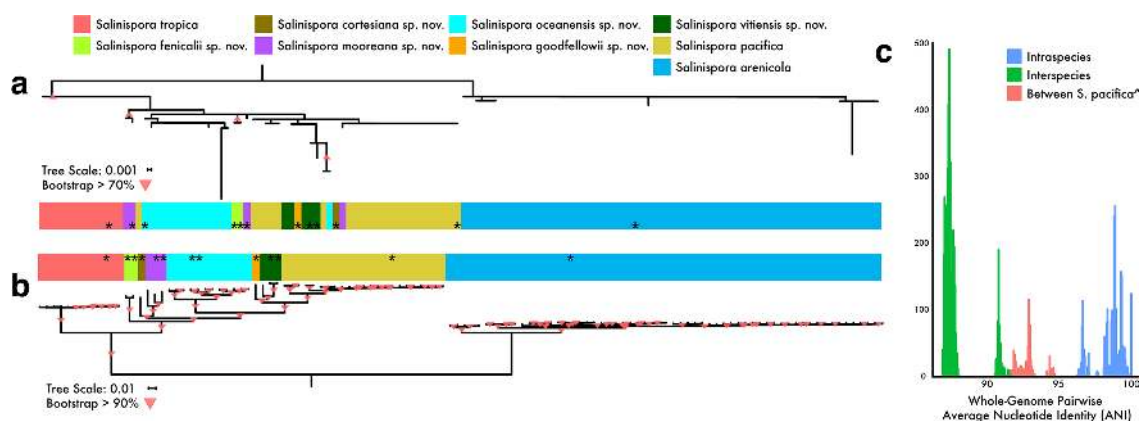 Salinispora tropica
Salinispora fenicalii sp. nov.
Salinispora cortesiana sp. nov.
Salinispora mooreana sp. nov.
Salinispora oceanensis sp. nov.
Salinispora goodfellowii sp. nov.
Salinispora vitiensis sp. nov.
Salinispora pacifica
Salinispora arenicola
a
Tree Scale: 0.001
Bootstrap > 70%
* * * *** * ** * * *
* ** * ** ** * ** * *
b
Tree Scale: 0.01
Bootstrap > 90%
c
Intraspecies
Interspecies
Between S. pacifica^
500
400
300
200
100
0
90 95 100
Whole-Genome Pairwise
Average Nucleotide Identity (ANI)